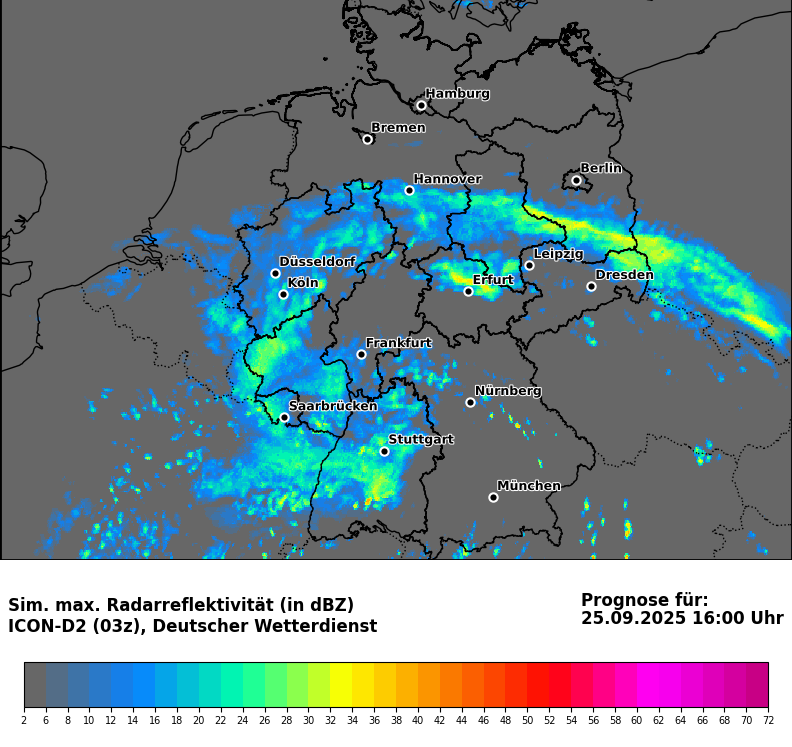 Hamburg
Bremen
Berlin
Hannover
Leipzig
Düsseldorf
Dresden
Köln
Erfurt
Frankfurt
Nürnberg
Saarbrücken
Stuttgart
München
Sim. max. Radarreflektivität (in dBZ)
ICON-D2 (03z), Deutscher Wetterdienst
Prognose für:
25.09.2025 16:00 Uhr
2 6 8 10 12 14 16 18 20 22 24 26 28 30 32 34 36 38 40 42 44 46 48 50 52 54 56 58 60 62 64 66 68 70 72